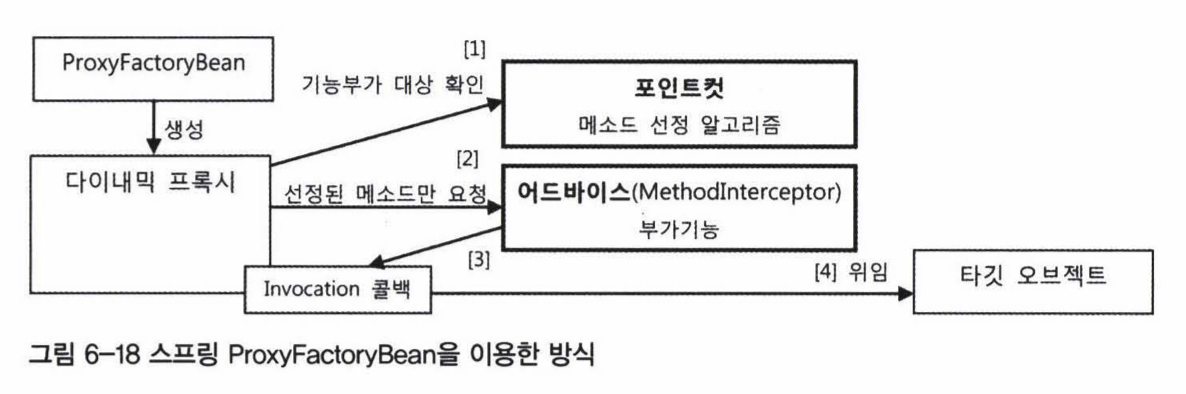 ProxyFactoryBean
생성
다이내믹 프록시
[1]
기능부가 대상 확인
포인트컷
메소드 선정 알고리즘
[2]
선정된 메소드만 요청
어드바이스(MethodInterceptor)
부가기능
[3]
Invocation 콜백
[4] 위임
타깃 오브젝트
그림 6-18 스프링 ProxyFactoryBean을 이용한 방식